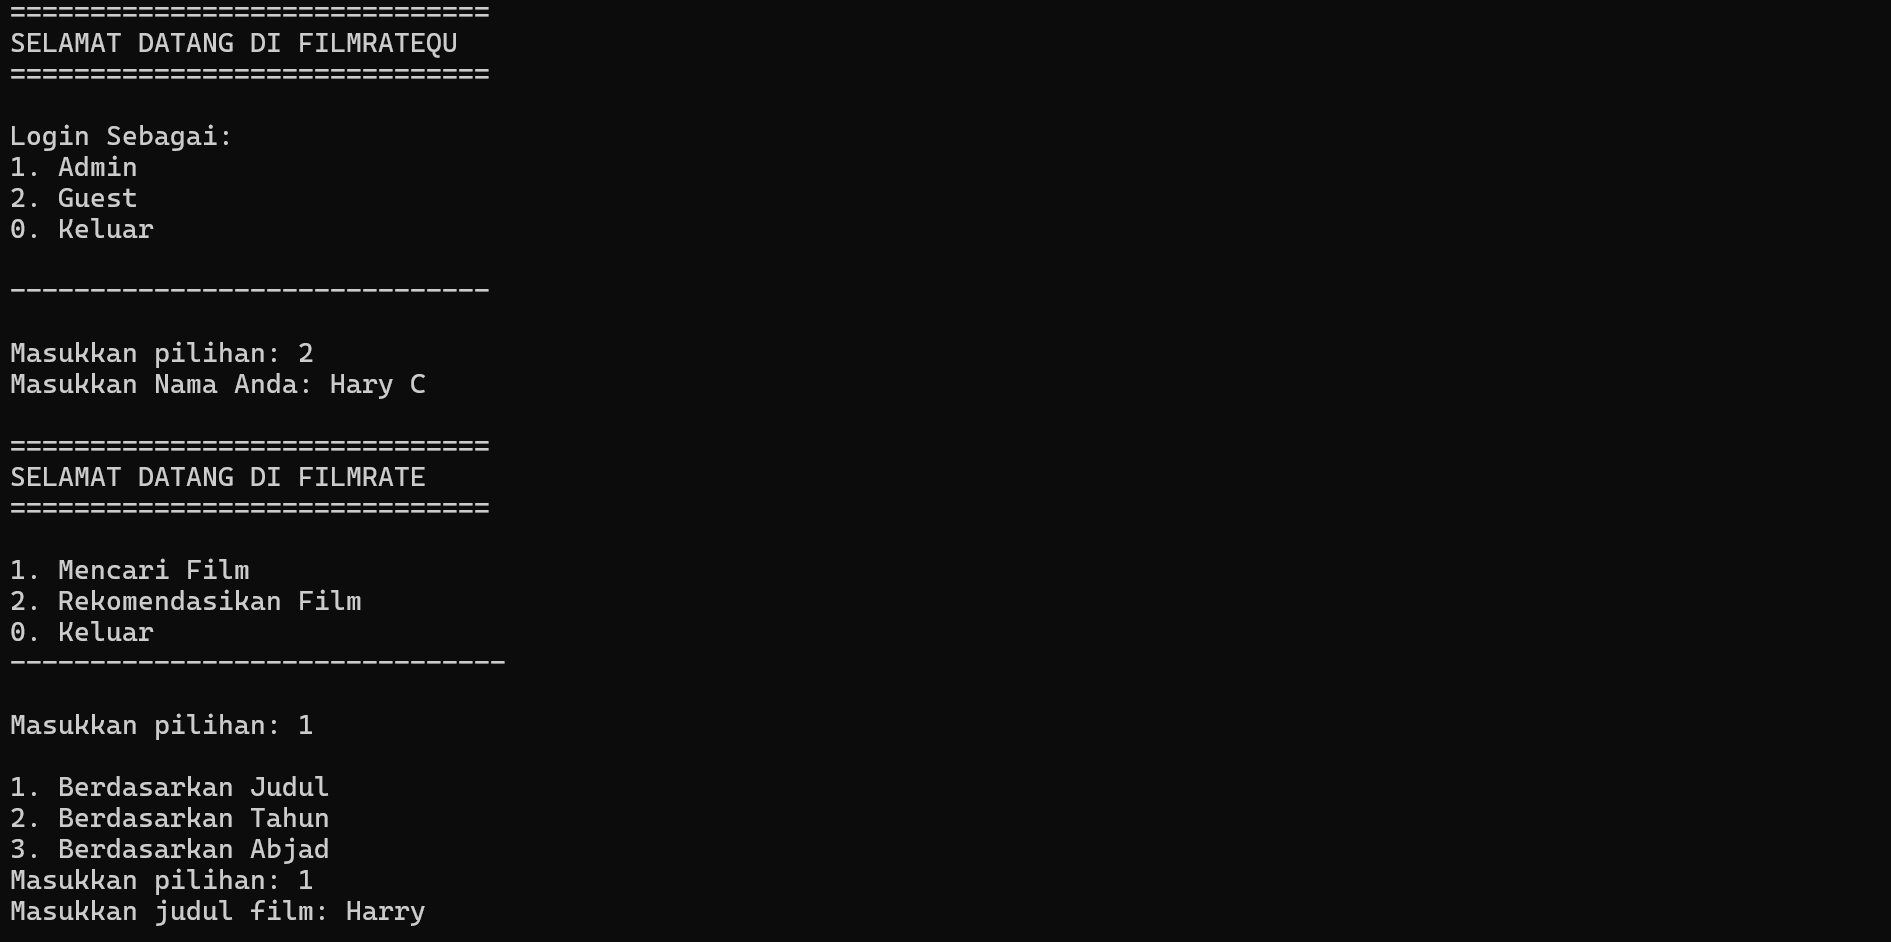 ==============================
SELAMAT DATANG DI FILMRATEQU
==============================
Login Sebagai:
1. Admin
2. Guest
0. Keluar
------------------------------
Masukkan pilihan: 2
Masukkan Nama Anda: Hary C
==============================
SELAMAT DATANG DI FILMRATE
==============================
1. Mencari Film
2. Rekomendasikan Film
0. Keluar
-------------------------------
Masukkan pilihan: 1
1. Berdasarkan Judul
2. Berdasarkan Tahun
3. Berdasarkan Abjad
Masukkan pilihan: 1
Masukkan judul film: Harry